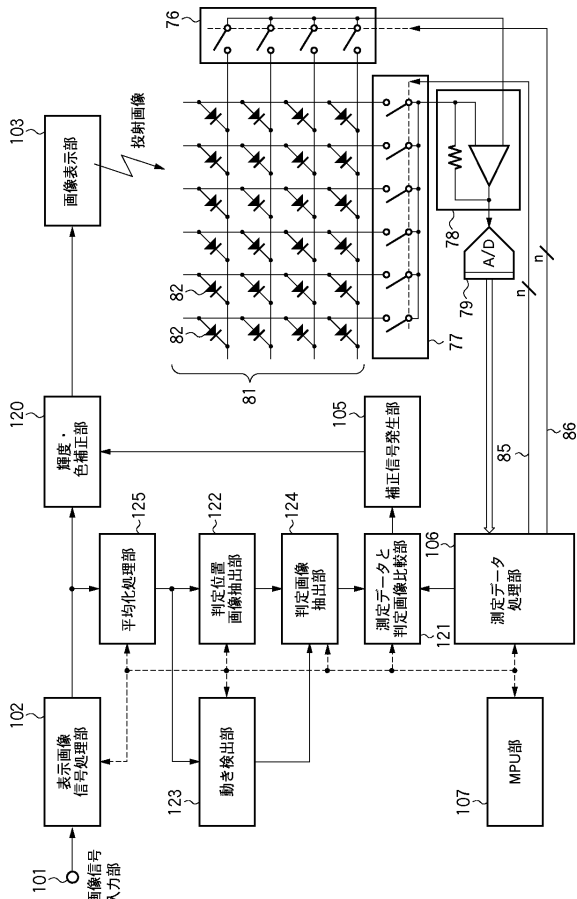 101
画像信号
入力部
102
表示画像
信号処理部
120
輝度・
色補正部
103
画像表示部
投射画像
125
平均化処理部
123
動き検出部
122
判定位置
画像抽出部
124
判定画像
抽出部
105
補正信号発生部
121
測定データと
判定画像比較部
106
測定データ
処理部
107
MPU部
81
82
82
76
77
78
79
A/D
n
n
85
86